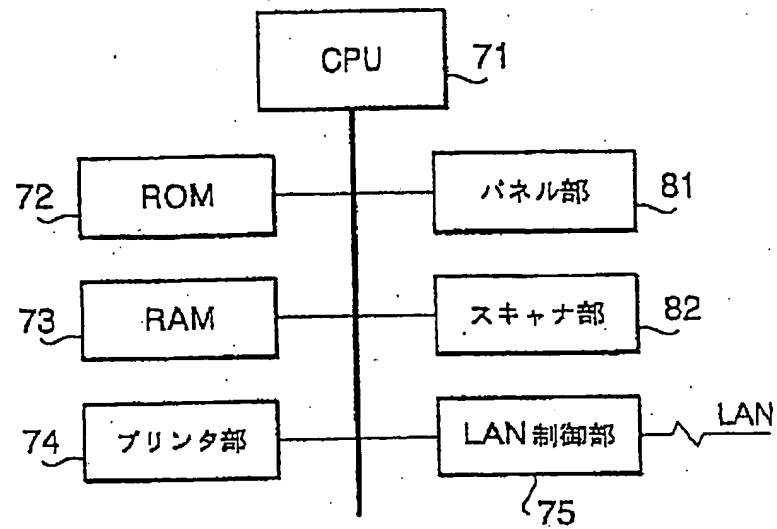 CPU
71
72
ROM
パネル部
81
73
RAM
スキャナ部
82
74
プリンタ部
LAN制御部
LAN
75